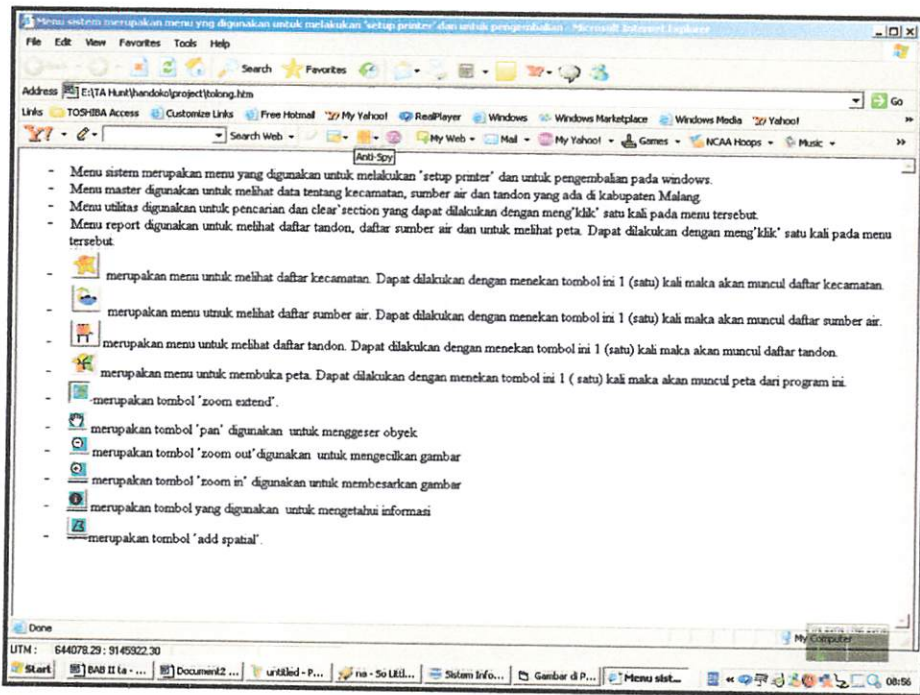 Menu sistem merupakan menu yng digunakan untuk melakukan 'setup printer' dan untuk pengembalian - Microsoft Internet Explorer
File Edit View Favorites Tools Help
Search Favorites
Address E:\TA Hunt\handoko\project\tolong.htm Go
Links TOSHIBA Access Customize Links Free Hotmail My Yahoo! RealPlayer Windows Windows Marketplace Windows Media Yahoo!
Y! Search Web My Web Mail My Yahoo! Games NCAA Hoops Music
Anti-Spy
- Menu sistem merupakan menu yang digunakan untuk melakukan 'setup printer' dan untuk pengembalian pada windows.
- Menu master digunakan untuk melihat data tentang kecamatan, sumber air dan tandon yang ada di kabupaten Malang.
- Menu utilitas digunakan untuk pencarian dan clear'section yang dapat dilakukan dengan meng'klik' satu kali pada menu tersebut.
- Menu report digunakan untuk melihat daftar tandon, daftar sumber air dan untuk melihat peta. Dapat dilakukan dengan meng'klik' satu kali pada menu
tersebut.
- merupakan menu untuk melihat daftar kecamatan. Dapat dilakukan dengan menekan tombol ini 1 (satu) kali maka akan muncul daftar kecamatan.
- merupakan menu utnuk melihat daftar sumber air. Dapat dilakukan dengan menekan tombol ini 1 (satu) kali maka akan muncul daftar sumber air.
- merupakan menu untuk melihat daftar tandon. Dapat dilakukan dengan menekan tombol ini 1 (satu) kali maka akan muncul daftar tandon.
- merupakan menu untuk membuka peta. Dapat dilakukan dengan menekan tombol ini 1 ( satu) kali maka akan muncul peta dari program ini.
- merupakan tombol 'zoom extend'.
- merupakan tombol 'pan' digunakan untuk menggeser obyek
- merupakan tombol 'zoom out' digunakan untuk mengecilkan gambar
- merupakan tombol 'zoom in' digunakan untuk membesarkan gambar
- merupakan tombol yang digunakan untuk mengetahui informasi
- merupakan tombol 'add spatial'.
Done My Computer
UTM : 644078.29 : 9145922.30
Start BAB II ta - ... Document2 ... untitled - P... na - So Littl... Sistem Info... Gambar di P... Menu sist... 08:56